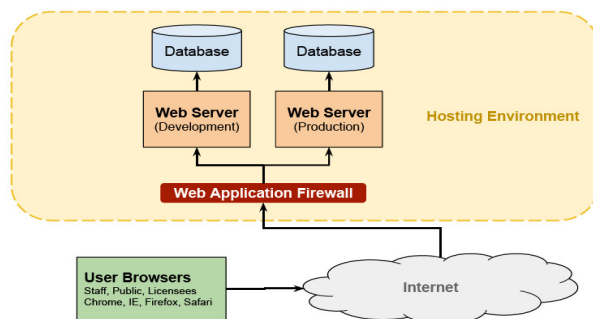 Database
Database
Web Server
(Development)
Web Server
(Production)
Hosting Environment
Web Application Firewall
User Browsers
Staff, Public, Licensees
Chrome, IE, Firefox, Safari
Internet